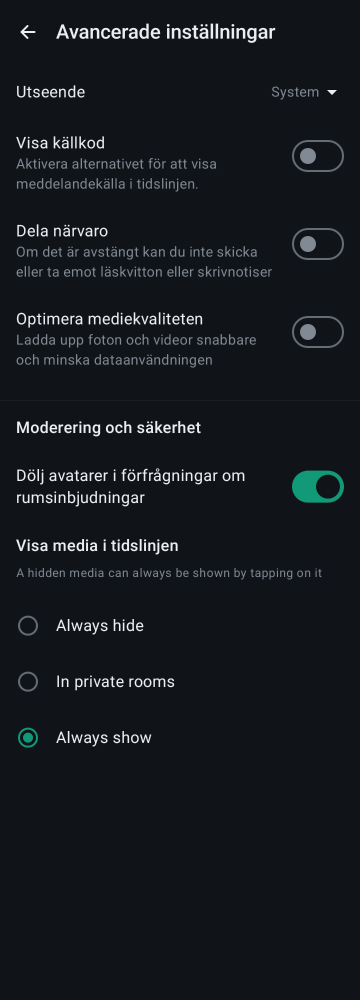 Avancerade inställningar
Utseende
System
Visa källkod
Aktivera alternativet för att visa
meddelandekälla i tidslinjen.
Dela närvaro
Om det är avstängt kan du inte skicka
eller ta emot läskvitton eller skrivnotiser
Optimera mediekvaliteten
Ladda upp foton och videor snabbare
och minska dataanvändningen
Moderering och säkerhet
Dölj avatarer i förfrågningar om
rumsinbjudningar
Visa media i tidslinjen
A hidden media can always be shown by tapping on it
Always hide
In private rooms
Always show